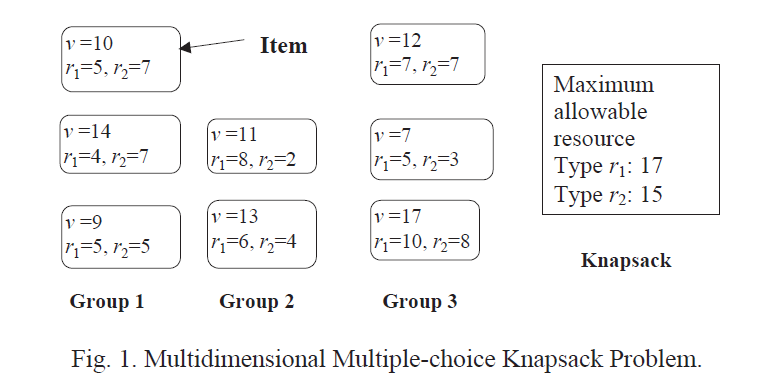 v =10
r1=5, r2=7
Item
v =12
r1=7, r2=7
v =14
r1=4, r2=7
v =11
r1=8, r2=2
v =7
r1=5, r2=3
v =9
r1=5, r2=5
v =13
r1=6, r2=4
v =17
r1=10, r2=8
Group 1
Group 2
Group 3
Maximum
allowable
resource
Type r1: 17
Type r2: 15
Knapsack
Fig. 1. Multidimensional Multiple-choice Knapsack Problem.